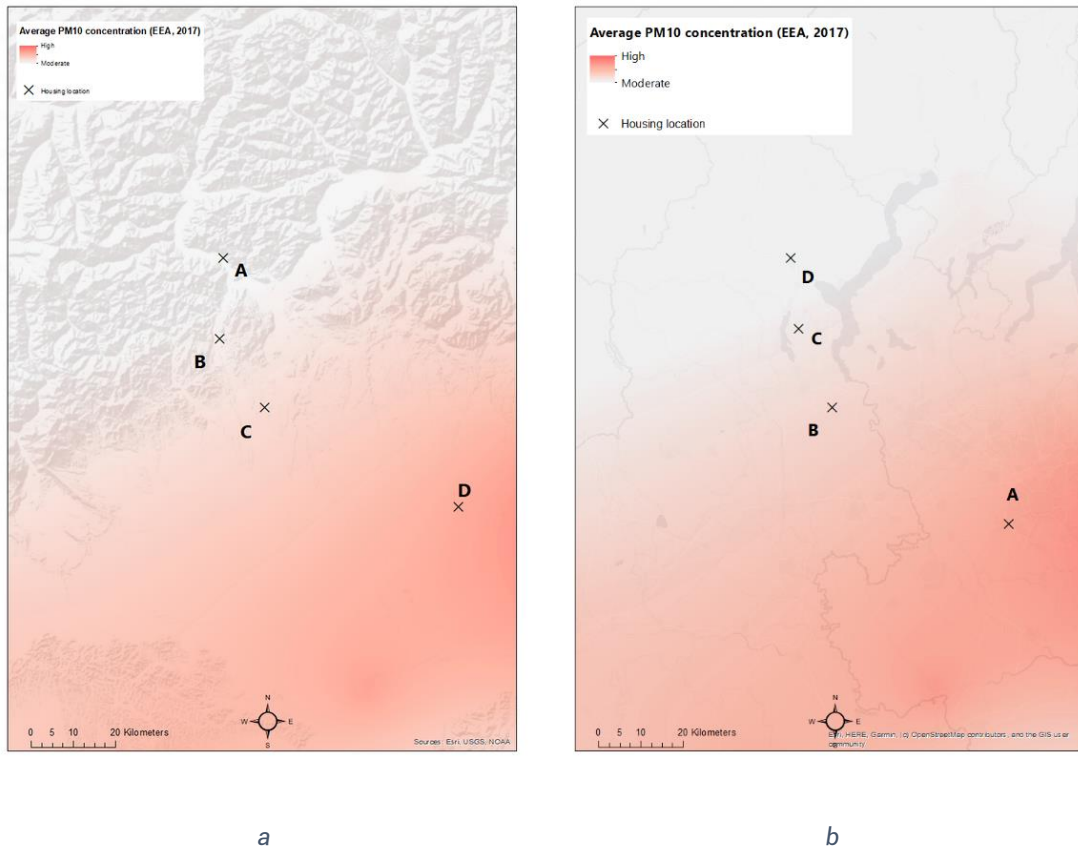 Average PM10 concentration (EEA, 2017)
High
Moderate
Housing location
A
B
C
D
N
W E
S
0 5 10 20 Kilometers
Sources: Esri, USGS, NOAA
a
Average PM10 concentration (EEA, 2017)
High
Moderate
Housing location
D
C
B
A
N
W E
S
0 5 10 20 Kilometers
Esri, HERE, Garmin, (c) OpenStreetMap contributors, and the GIS user
community
b